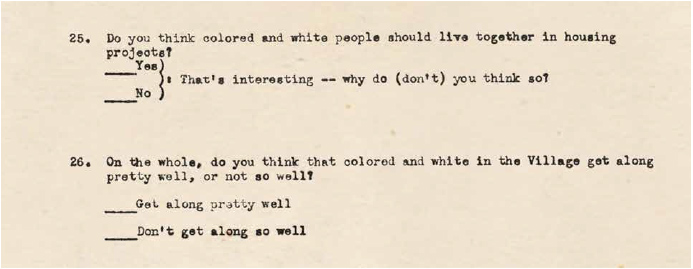 25. Do you think colored and white people should live together in housing
projects?
____Yes)
): That's interesting -- why do (don't) you think so?
____No )
26. On the whole, do you think that colored and white in the Village get along
pretty well, or not so well?
____Get along pretty well
____Don't get along so well